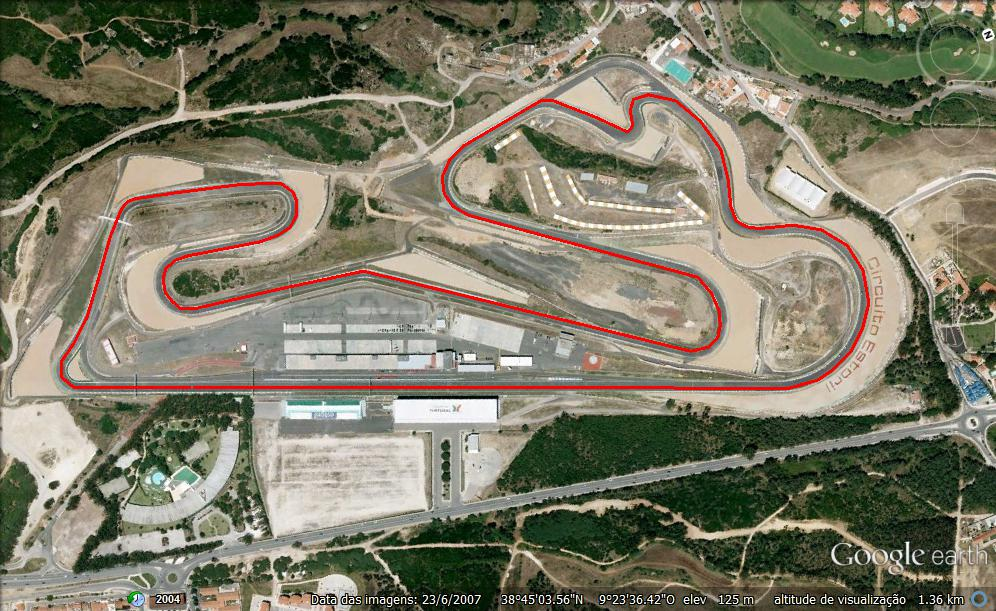 Circuito Estoril
Google earth
2004
Data das imagens: 23/6/2007 38°45'03.56"N 9°23'36.42"O elev 125 m altitude de visualização 1.36 km
N